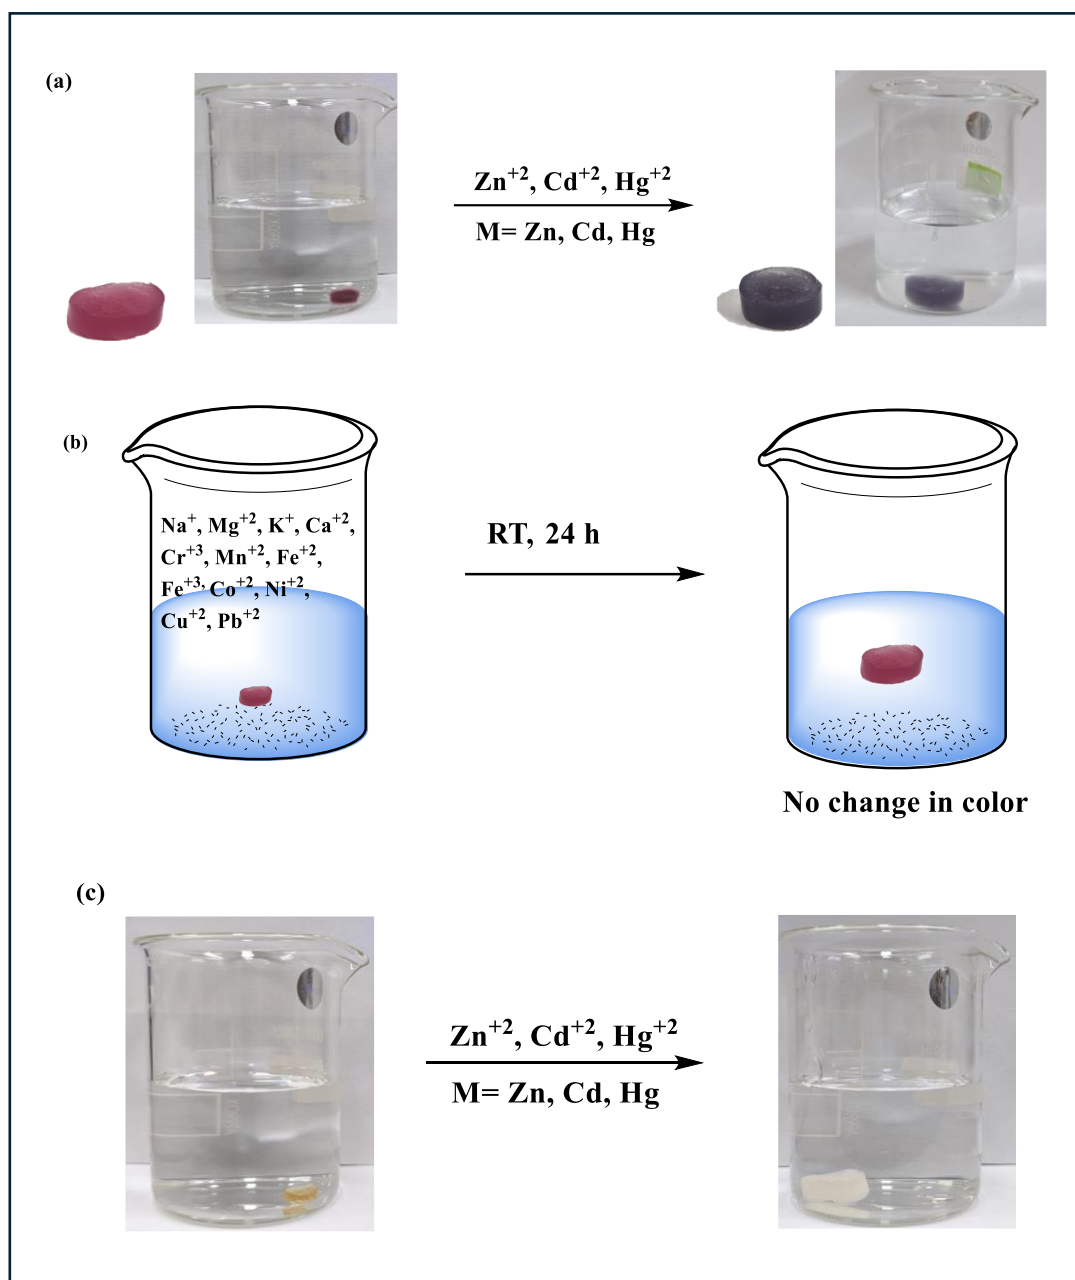 (a)
Zn⁺², Cd⁺², Hg⁺²
M= Zn, Cd, Hg
(b)
Na⁺, Mg⁺², K⁺, Ca⁺²,
Cr⁺³, Mn⁺², Fe⁺²,
Fe⁺³, Co⁺², Ni⁺²,
Cu⁺², Pb⁺²
RT, 24 h
No change in color
(c)
Zn⁺², Cd⁺², Hg⁺²
M= Zn, Cd, Hg